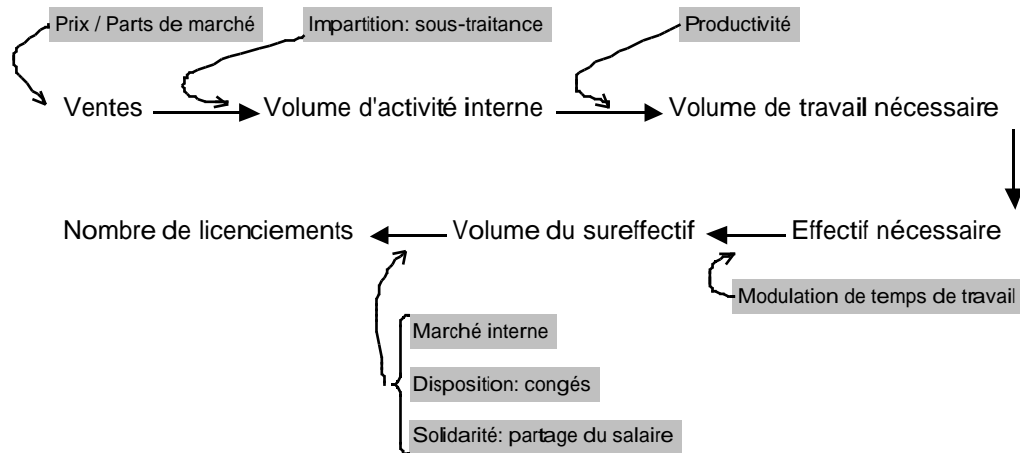 Prix / Parts de marché
Impartition: sous-traitance
Productivité
Ventes
Volume d'activité interne
Volume de travail nécessaire
Nombre de licenciements
Volume du sureffectif
Effectif nécessaire
Modulation de temps de travail
Marché interne
Disposition: congés
Solidarité: partage du salaire